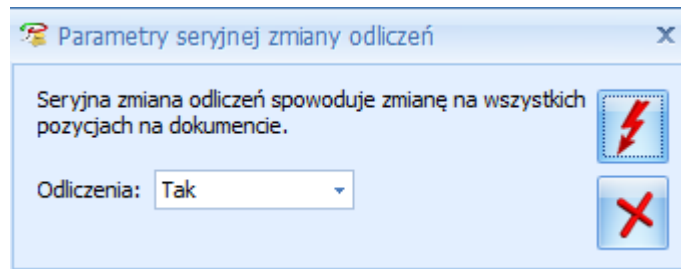 Parametry seryjnej zmiany odliczeń
Seryjna zmiana odliczeń spowoduje zmianę na wszystkich
pozycjach na dokumencie.
Odliczenia: Tak